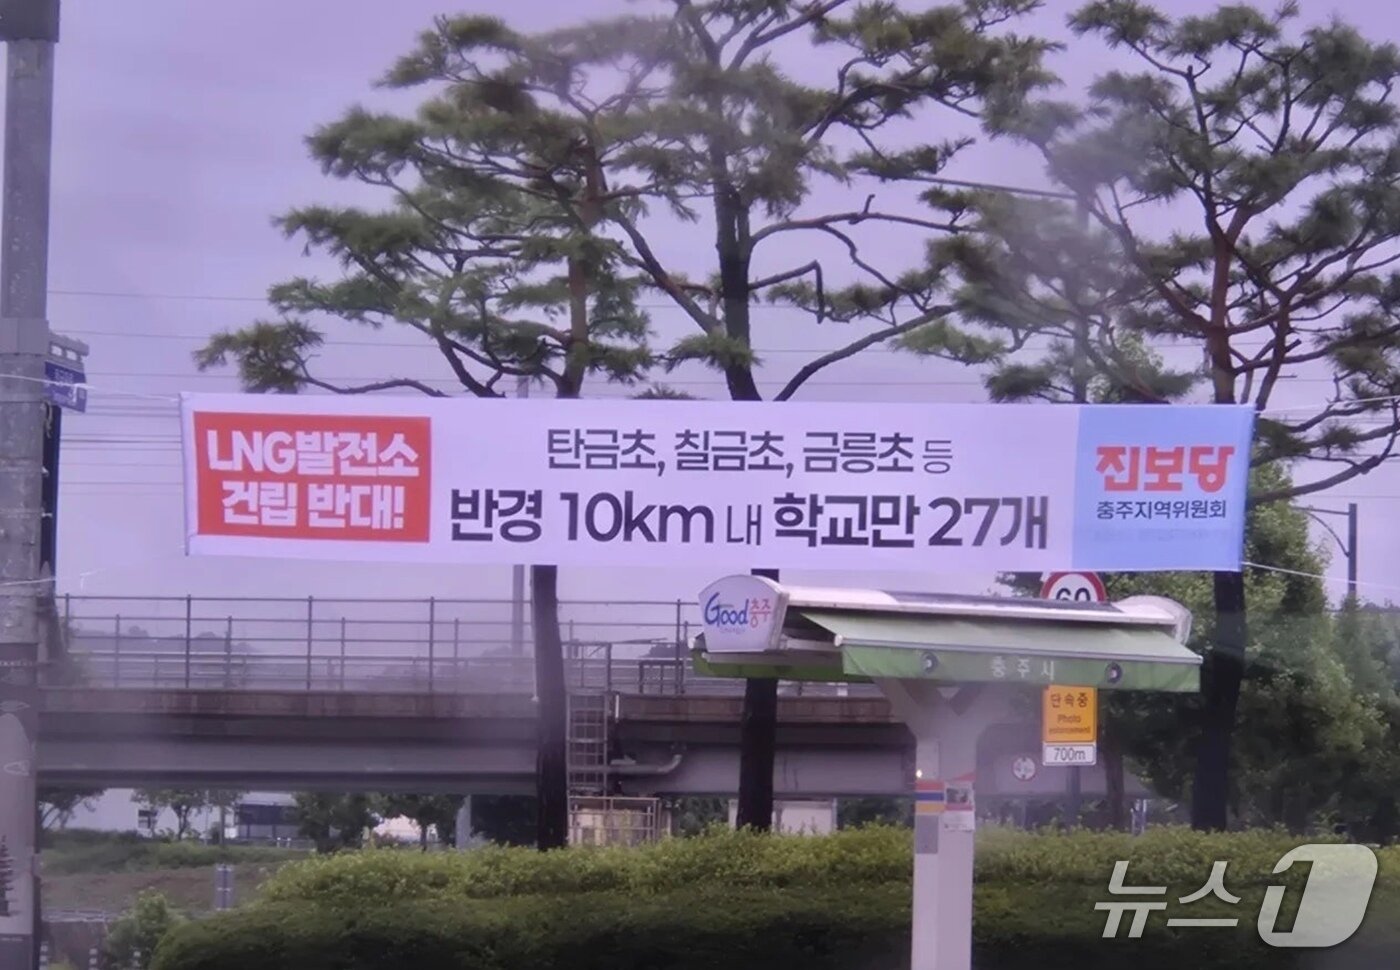 LNG발전소
건립 반대!
탄금초, 칠금초, 금릉초 등
반경 10km 내 학교만 27개
진보당
충주지역위원회
60
Good충주
충주시
단속중
Photo
enforcement
700m
뉴스1